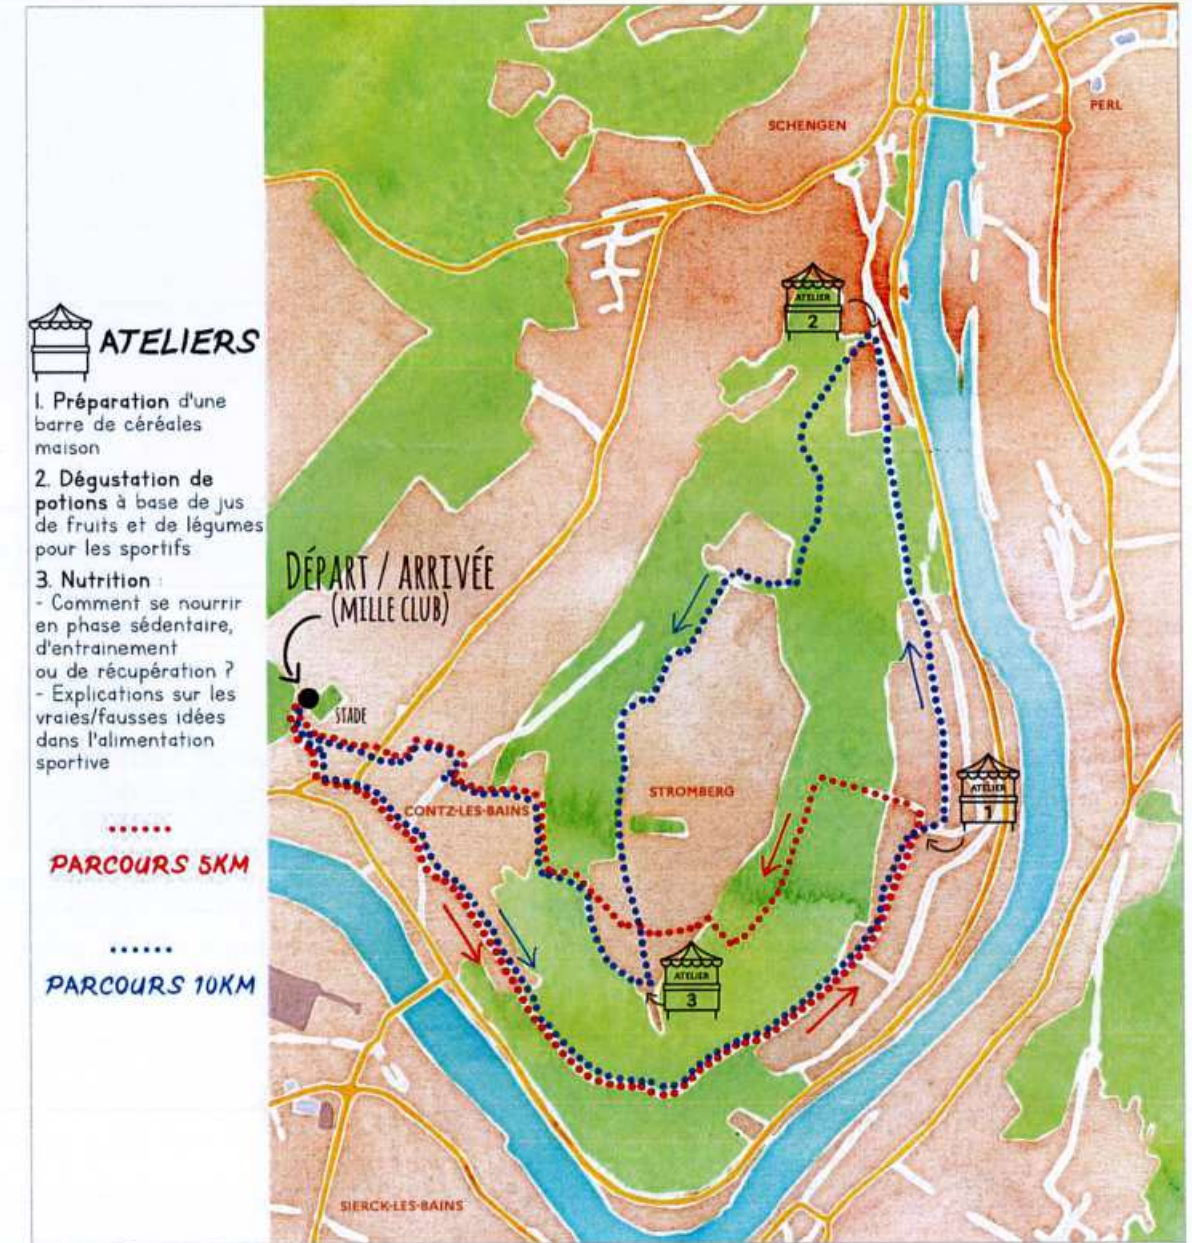 ATELIERS
1. Préparation d'une
barre de céréales
maison
2. Dégustation de
potions à base de jus
de fruits et de légumes
pour les sportifs
3. Nutrition :
- Comment se nourrir
en phase sédentaire,
d'entrainement
ou de récupération ?
- Explications sur les
vraies/fausses idées
dans l'alimentation
sportive
PARCOURS 5KM
PARCOURS 10KM
SCHENGEN
PERL
ATELIER
2
DÉPART / ARRIVÉE
(MILLE CLUB)
STADE
CONTZ-LES-BAINS
STROMBERG
ATELIER
1
ATELIER
3
SIERCK-LES-BAINS